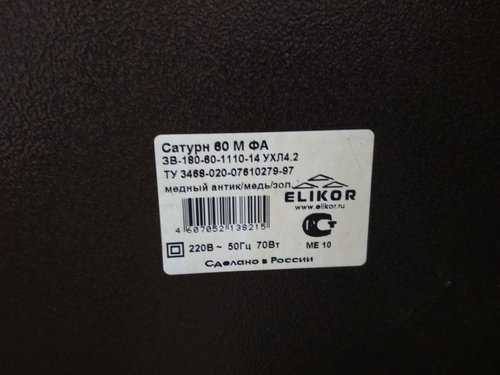 Сатурн 60 М ФА
ЗВ-180-60-1110-14 УХЛ4.2
ТУ 3468-020-07610279-97
медный антик/медь/зол
ELIKOR
www.elikor.ru
4 607052 138215
220В ~ 50Гц 70Вт
МЕ 10
Сделано в России